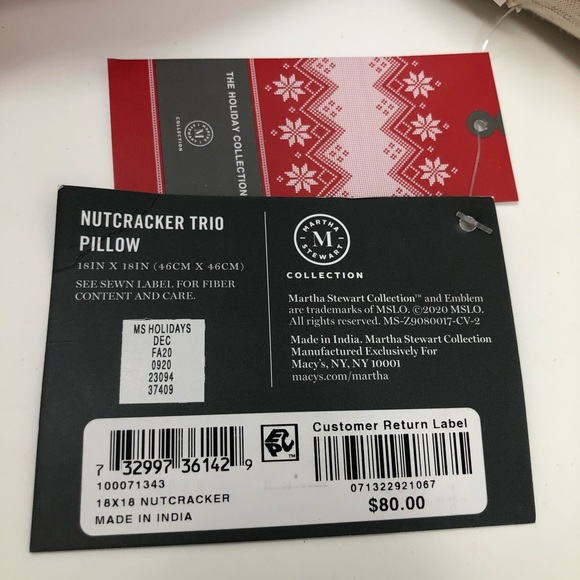 THE HOLIDAY COLLECTION
MARTHA
M
STEWART
COLLECTION
NUTCRACKER TRIO
PILLOW
18IN X 18IN (46CM X 46CM)
SEE SEWN LABEL FOR FIBER
CONTENT AND CARE.
MS HOLIDAYS
DEC
FA20
0920
23094
37409
MARTHA
M
STEWART
COLLECTION
Martha Stewart Collection™ and Emblem
are trademarks of MSLO. ©2020 MSLO.
All rights reserved. MS-Z9080017-CV-2
Made in India. Martha Stewart Collection
Manufactured Exclusively For
Macy's, NY, NY 10001
macys.com/martha
7 32997 36142 9
100071343
18X18 NUTCRACKER
MADE IN INDIA
EPC™
Customer Return Label
071322921067
$80.00